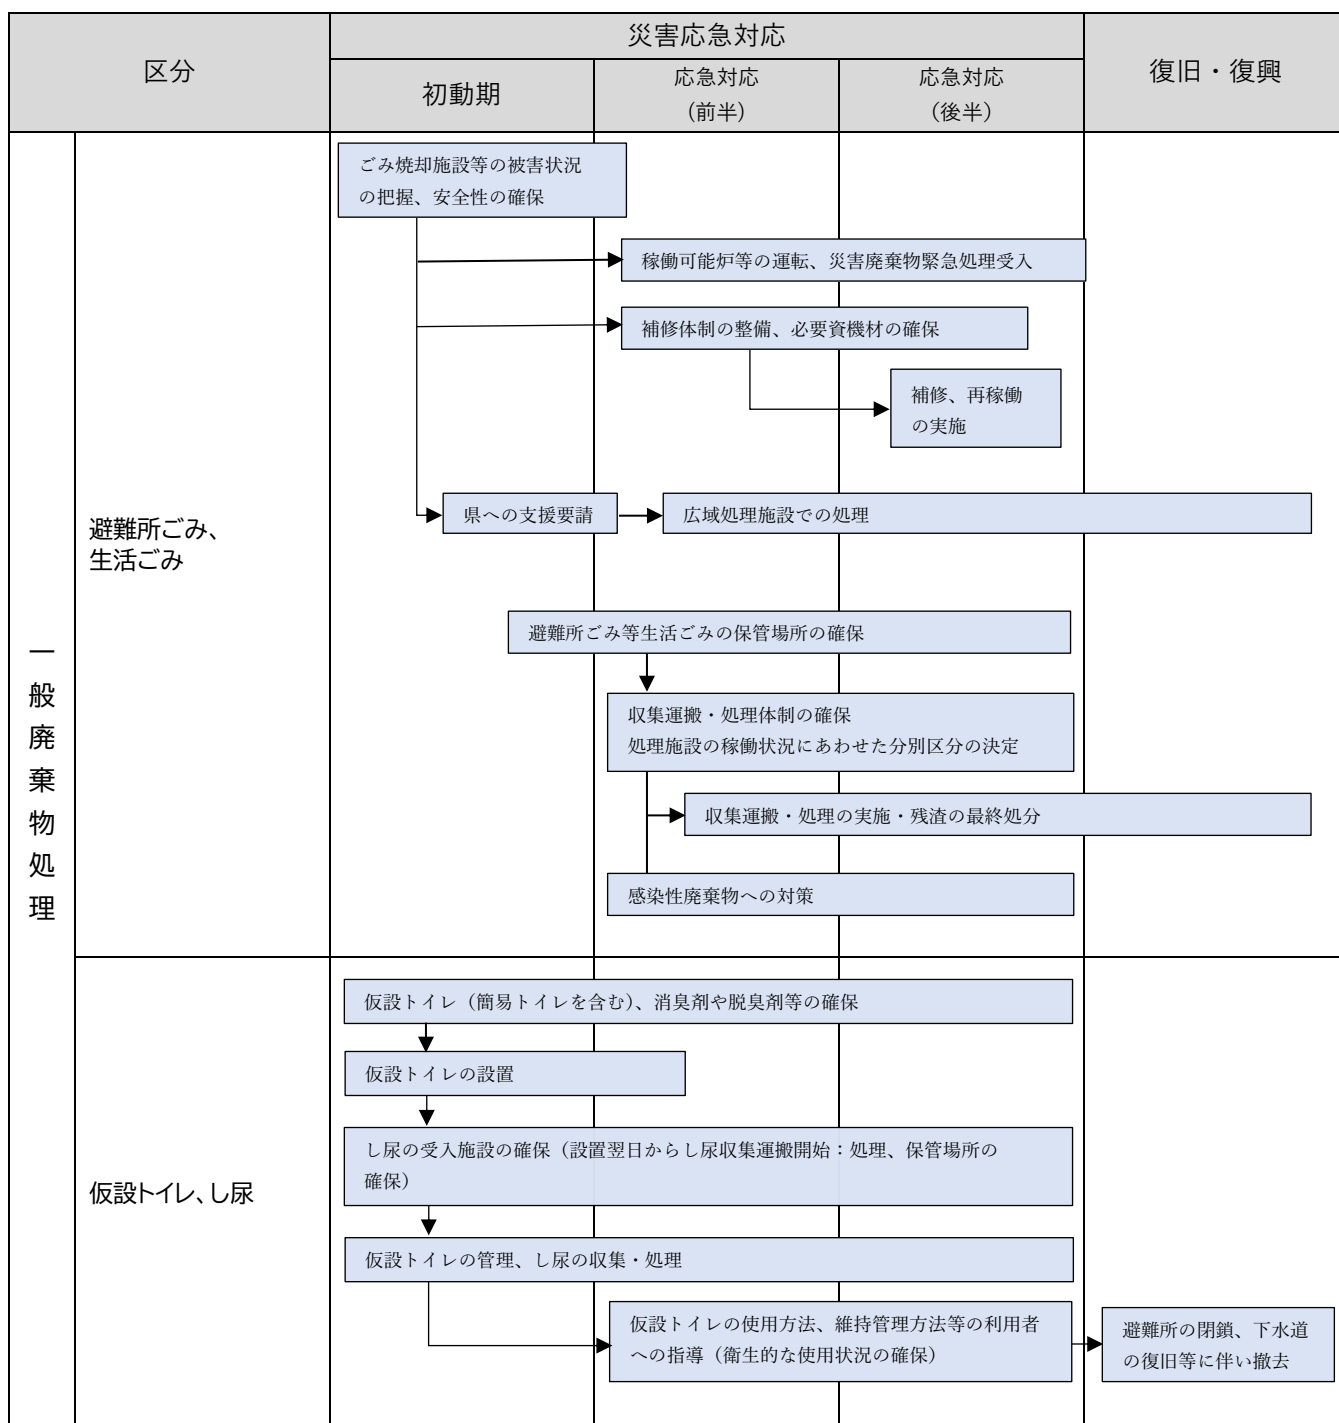 区分
災害応急対応
復旧・復興
初動期
応急対応
(前半)
応急対応
(後半)
一般廃棄物処理
避難所ごみ、
生活ごみ
ごみ焼却施設等の被害状況
の把握、安全性の確保
稼働可能炉等の運転、災害廃棄物緊急処理受入
補修体制の整備、必要資機材の確保
補修、再稼働
の実施
県への支援要請
広域処理施設での処理
避難所ごみ等生活ごみの保管場所の確保
収集運搬・処理体制の確保
処理施設の稼働状況にあわせた分別区分の決定
収集運搬・処理の実施・残渣の最終処分
感染性廃棄物への対策
仮設トイレ、し尿
仮設トイレ（簡易トイレを含む）、消臭剤や脱臭剤等の確保
仮設トイレの設置
し尿の受入施設の確保（設置翌日からし尿収集運搬開始：処理、保管場所の
確保）
仮設トイレの管理、し尿の収集・処理
仮設トイレの使用方法、維持管理方法等の利用者
への指導（衛生的な使用状況の確保）
避難所の閉鎖、下水道
の復旧等に伴い撤去